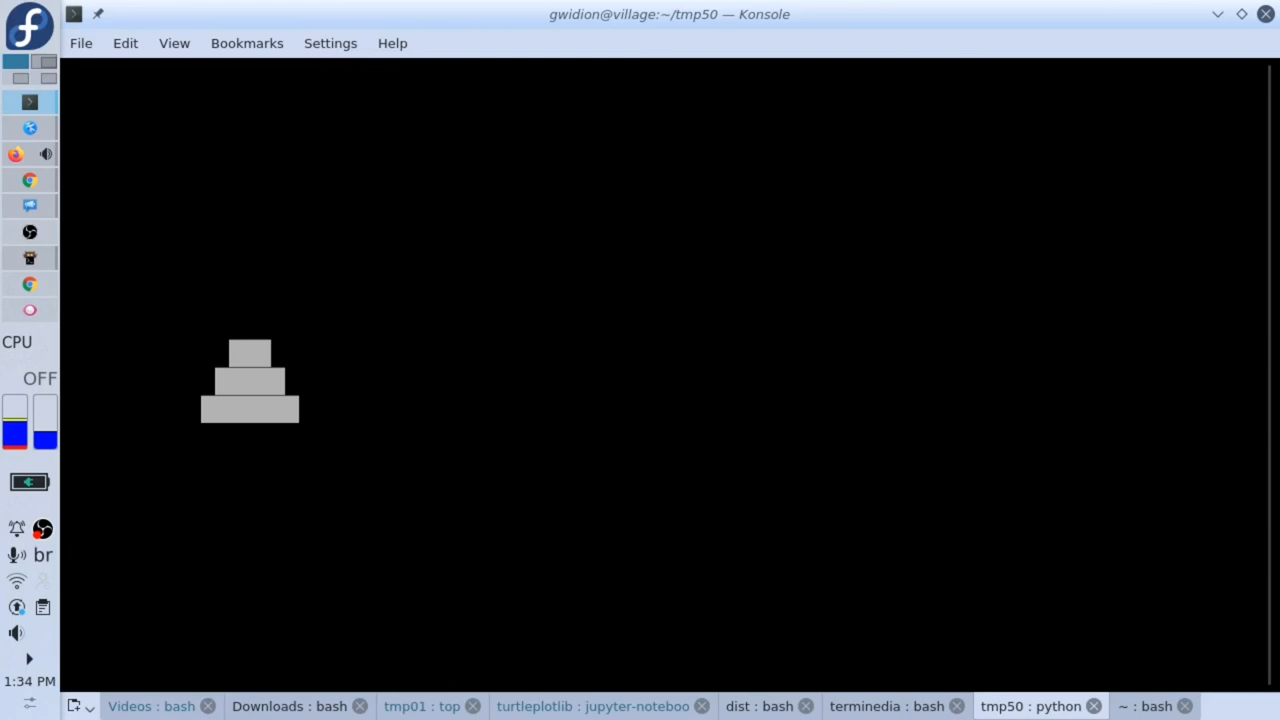 gwidion@village:~/tmp50 — Konsole
File Edit View Bookmarks Settings Help
CPU
OFF
br
1:34 PM
Videos : bash Downloads : bash tmp01 : top turtleplotlib : jupyter-noteboo dist : bash terminedia : bash tmp50 : python ~ : bash